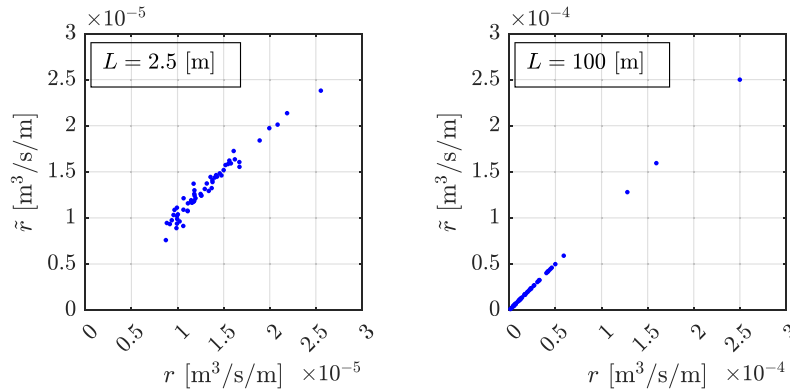 ×10⁻⁵
L = 2.5 [m]
3
2.5
2
1.5
1
0.5
0
r̃ [m³/s/m]
0 0.5 1 1.5 2 2.5 3
r [m³/s/m] ×10⁻⁵
×10⁻⁴
L = 100 [m]
3
2.5
2
1.5
1
0.5
0
r̃ [m³/s/m]
0 0.5 1 1.5 2 2.5 3
r [m³/s/m] ×10⁻⁴